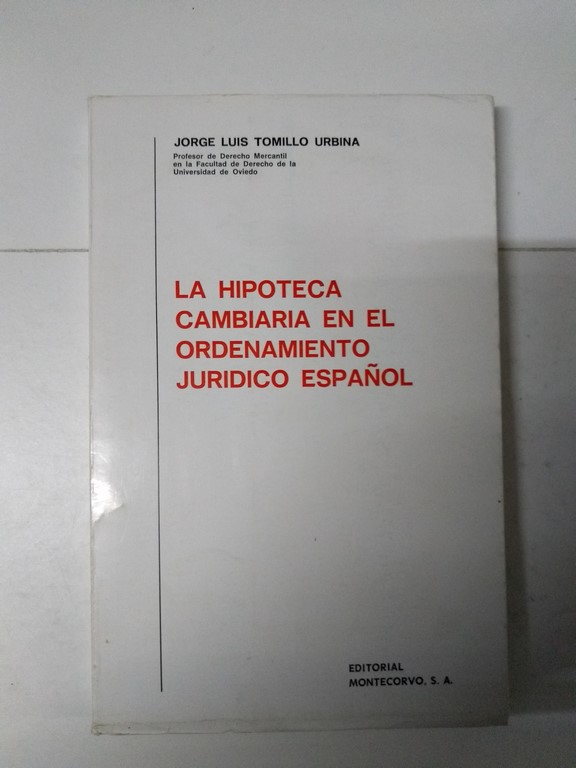 JORGE LUIS TOMILLO URBINA
Profesor de Derecho Mercantil
en la Facultad de Derecho de la
Universidad de Oviedo
LA HIPOTECA
CAMBIARIA EN EL
ORDENAMIENTO
JURIDICO ESPAÑOL
EDITORIAL
MONTECORVO, S. A.